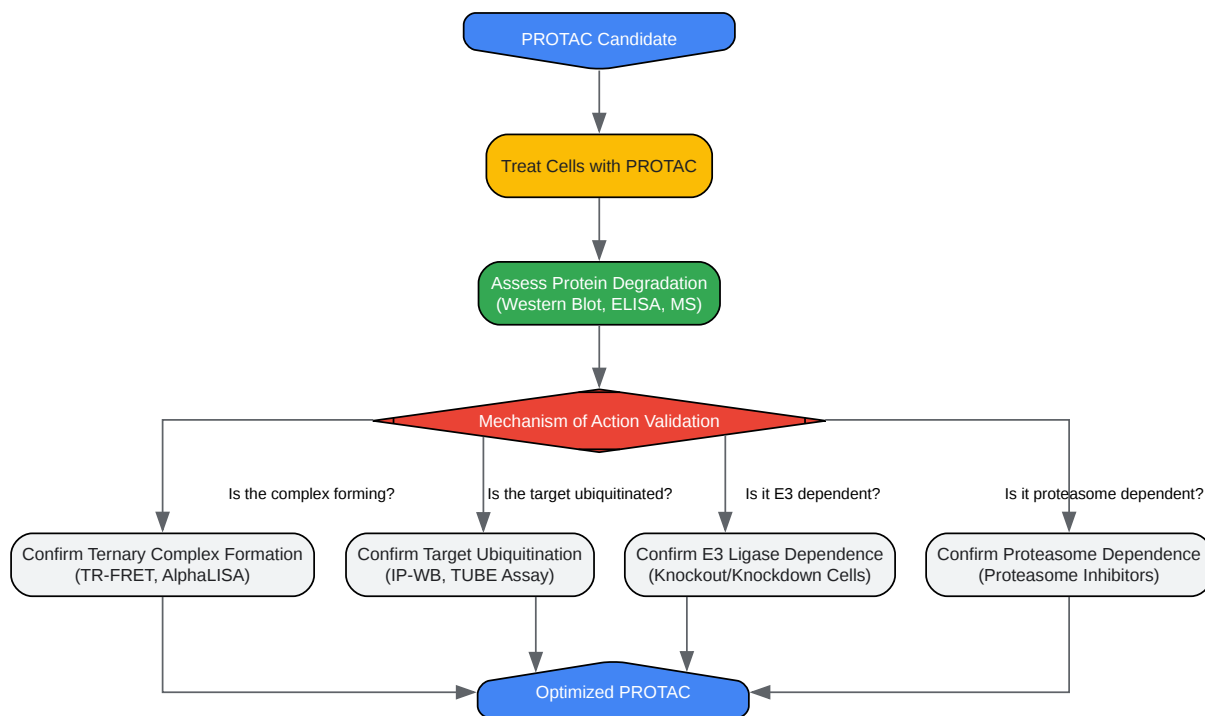 PROTAC Candidate
Treat Cells with PROTAC
Assess Protein Degradation
(Western Blot, ELISA, MS)
Mechanism of Action Validation
Is the complex forming?
Is the target ubiquitinated?
Is it E3 dependent?
Is it proteasome dependent?
Confirm Ternary Complex Formation
(TR-FRET, AlphaLISA)
Confirm Target Ubiquitination
(IP-WB, TUBE Assay)
Confirm E3 Ligase Dependence
(Knockout/Knockdown Cells)
Confirm Proteasome Dependence
(Proteasome Inhibitors)
Optimized PROTAC